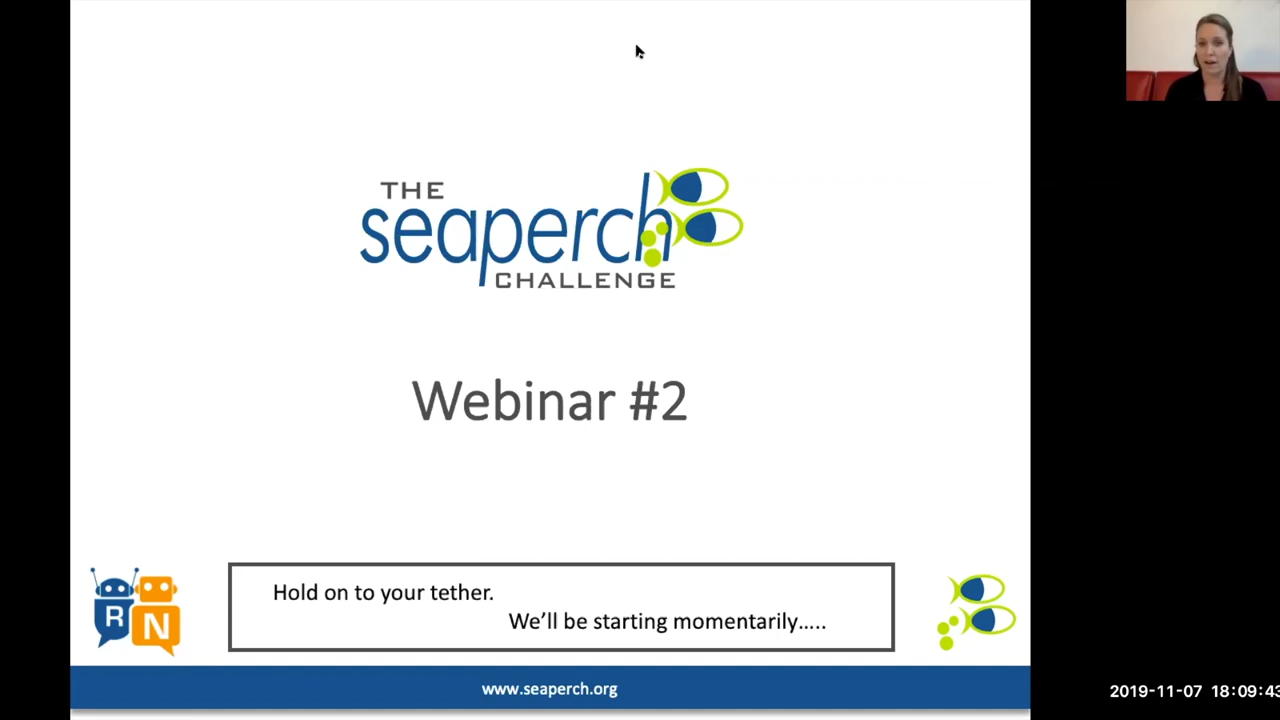 THE
seaperch
CHALLENGE
Webinar #2
Hold on to your tether.
We'll be starting momentarily.....
R
N
www.seaperch.org
2019-11-07 18:09:43